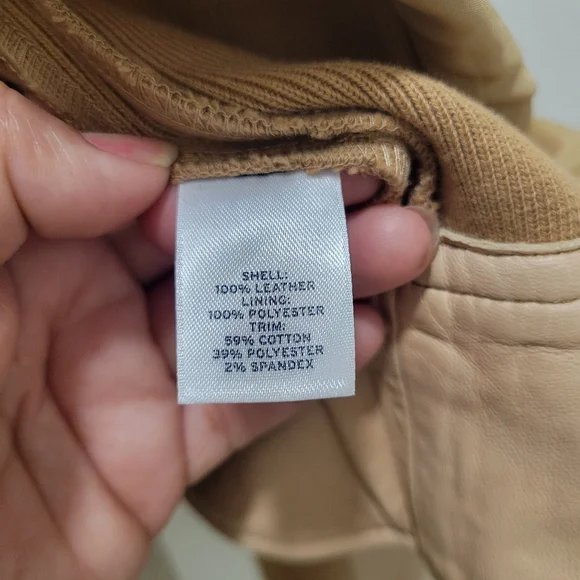 SHELL:
100% LEATHER
LINING:
100% POLYESTER
TRIM:
59% COTTON
39% POLYESTER
2% SPANDEX